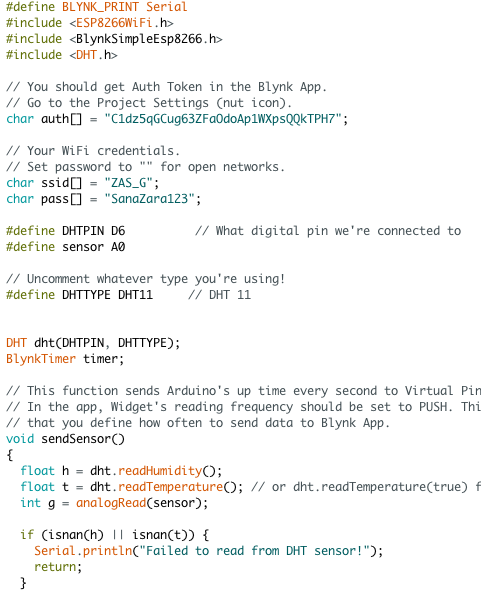 #define BLYNK_PRINT Serial
#include <ESP8266WiFi.h>
#include <BlynkSimpleEsp8266.h>
#include <DHT.h>
// You should get Auth Token in the Blynk App.
// Go to the Project Settings (nut icon).
char auth[] = "C1dz5qGCug63ZFaOdoAp1WXpsQQkTPH7";
// Your WiFi credentials.
// Set password to "" for open networks.
char ssid[] = "ZAS_G";
char pass[] = "SanaZara123";
#define DHTPIN D6 // What digital pin we're connected to
#define sensor A0
// Uncomment whatever type you're using!
#define DHTTYPE DHT11 // DHT 11
DHT dht(DHTPIN, DHTTYPE);
BlynkTimer timer;
// This function sends Arduino's up time every second to Virtual Pin
// In the app, Widget's reading frequency should be set to PUSH. Thi
// that you define how often to send data to Blynk App.
void sendSensor()
{
float h = dht.readHumidity();
float t = dht.readTemperature(); // or dht.readTemperature(true) f
int g = analogRead(sensor);
if (isnan(h) || isnan(t)) {
Serial.println("Failed to read from DHT sensor!");
return;
}